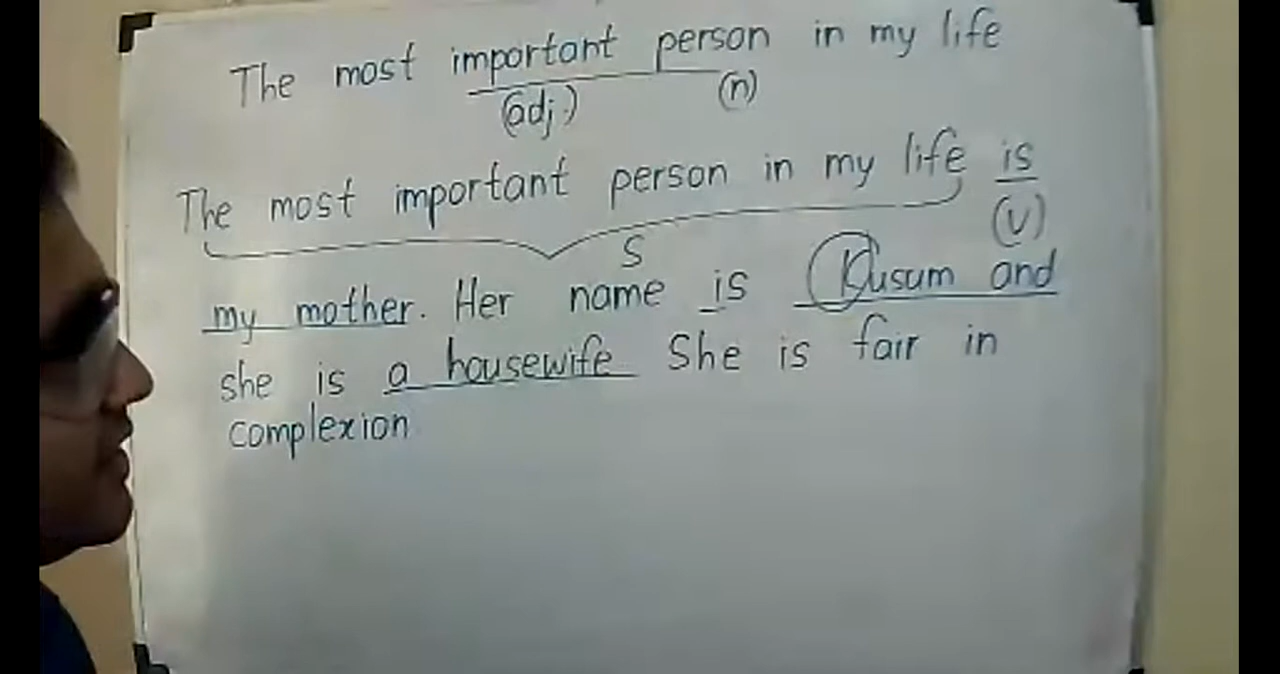 The most important person in my life
(adj.) (n)
The most important person in my life is
S (v)
my mother. Her name is Kusum and
she is a housewife She is fair in
complexion